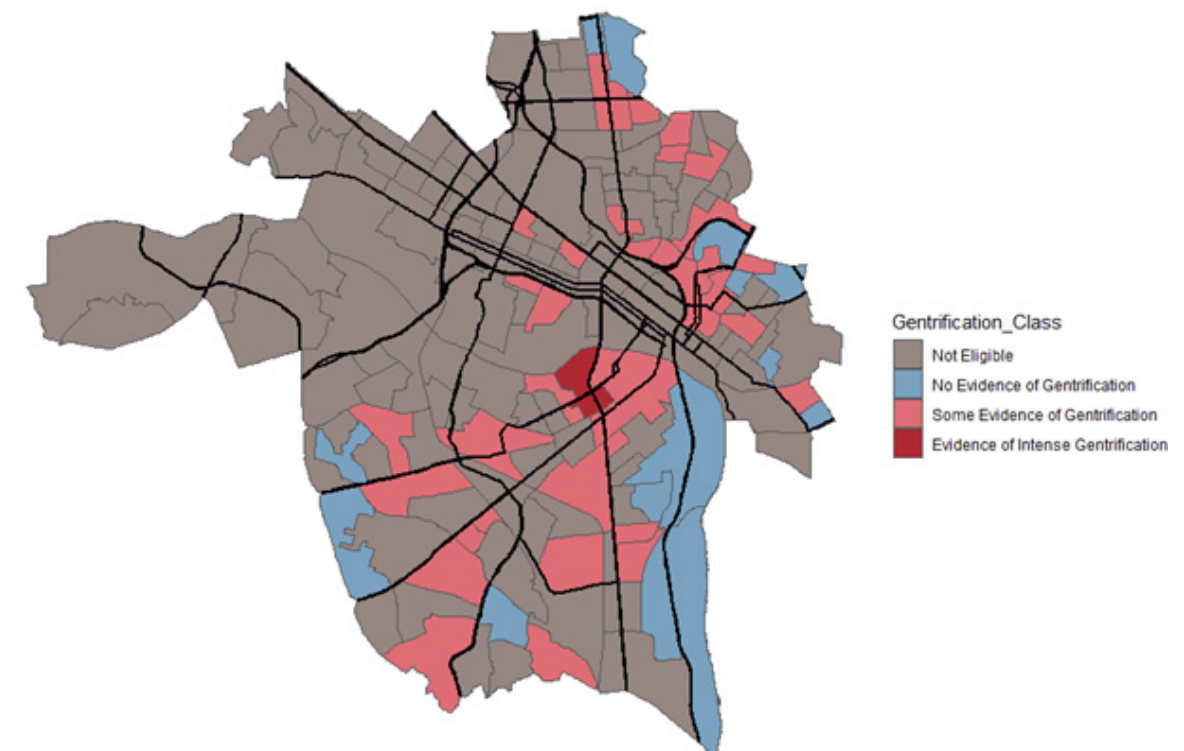 Gentrification_Class
Not Eligible
No Evidence of Gentrification
Some Evidence of Gentrification
Evidence of Intense Gentrification